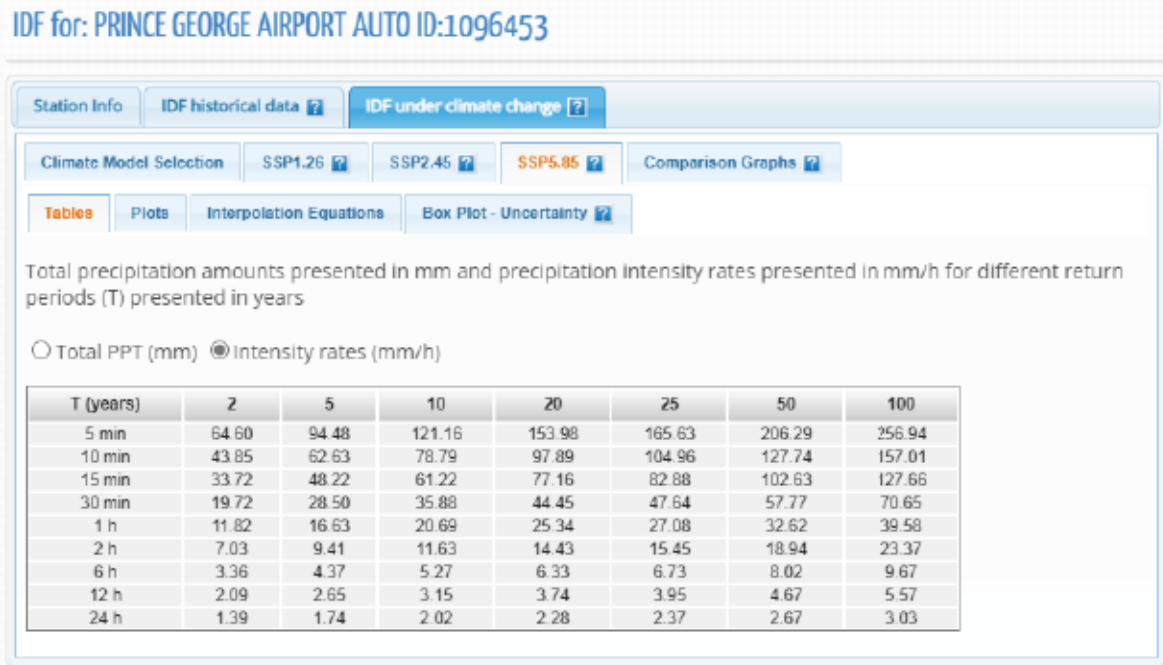 IDF for: PRINCE GEORGE AIRPORT AUTO ID:1096453
Station Info IDF historical data ? IDF under climate change ?
Climate Model Selection SSP1.26 ? SSP2.45 ? SSP5.85 ? Comparison Graphs ?
Tables Plots Interpolation Equations Box Plot - Uncertainty ?
Total precipitation amounts presented in mm and precipitation intensity rates presented in mm/h for different return
periods (T) presented in years
Total PPT (mm) Intensity rates (mm/h)
T (years) 2 5 10 20 25 50 100
5 min 64.60 94.48 121.16 153.98 165.63 206.29 256.94
10 min 43.85 62.63 78.79 97.89 104.96 127.74 157.01
15 min 33.72 48.22 61.22 77.16 82.88 102.63 127.66
30 min 19.72 28.50 35.88 44.45 47.64 57.77 70.65
1 h 11.82 16.63 20.69 25.34 27.08 32.62 39.58
2 h 7.03 9.41 11.63 14.43 15.45 18.94 23.37
6 h 3.36 4.37 5.27 6.33 6.73 8.02 9.67
12 h 2.09 2.65 3.15 3.74 3.95 4.67 5.57
24 h 1.39 1.74 2.02 2.28 2.37 2.67 3.03